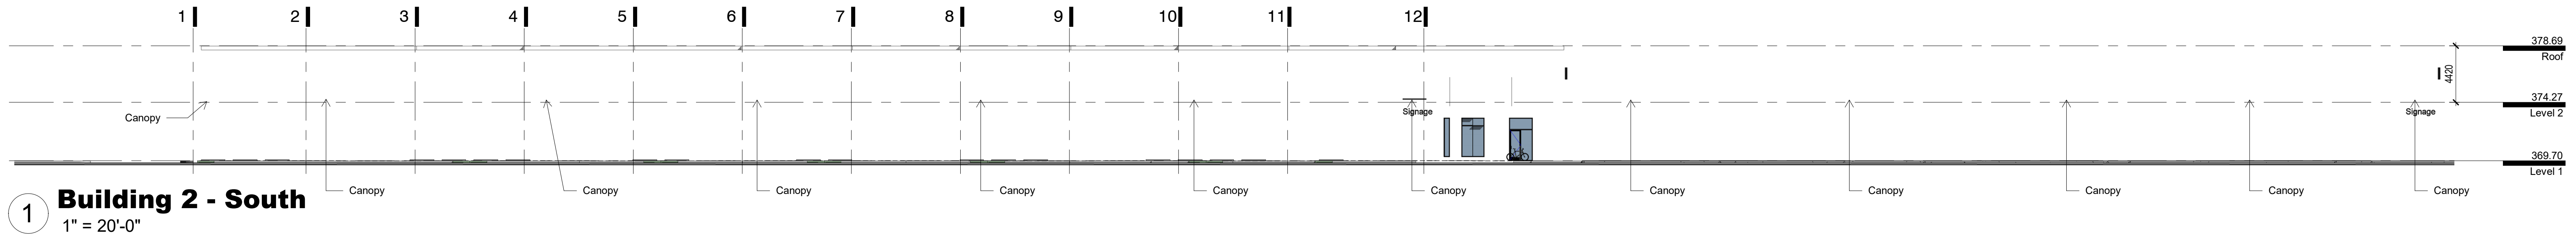 1 2 3 4 5 6 7 8 9 10 11 12
378.69
Roof
4420
374.27
Level 2
Signage
Signage
Canopy
369.70
Level 1
Canopy
Canopy
Canopy
Canopy
Canopy
Canopy
Canopy
Canopy
Canopy
Canopy
Canopy
1
Building 2 - South
1" = 20'-0"